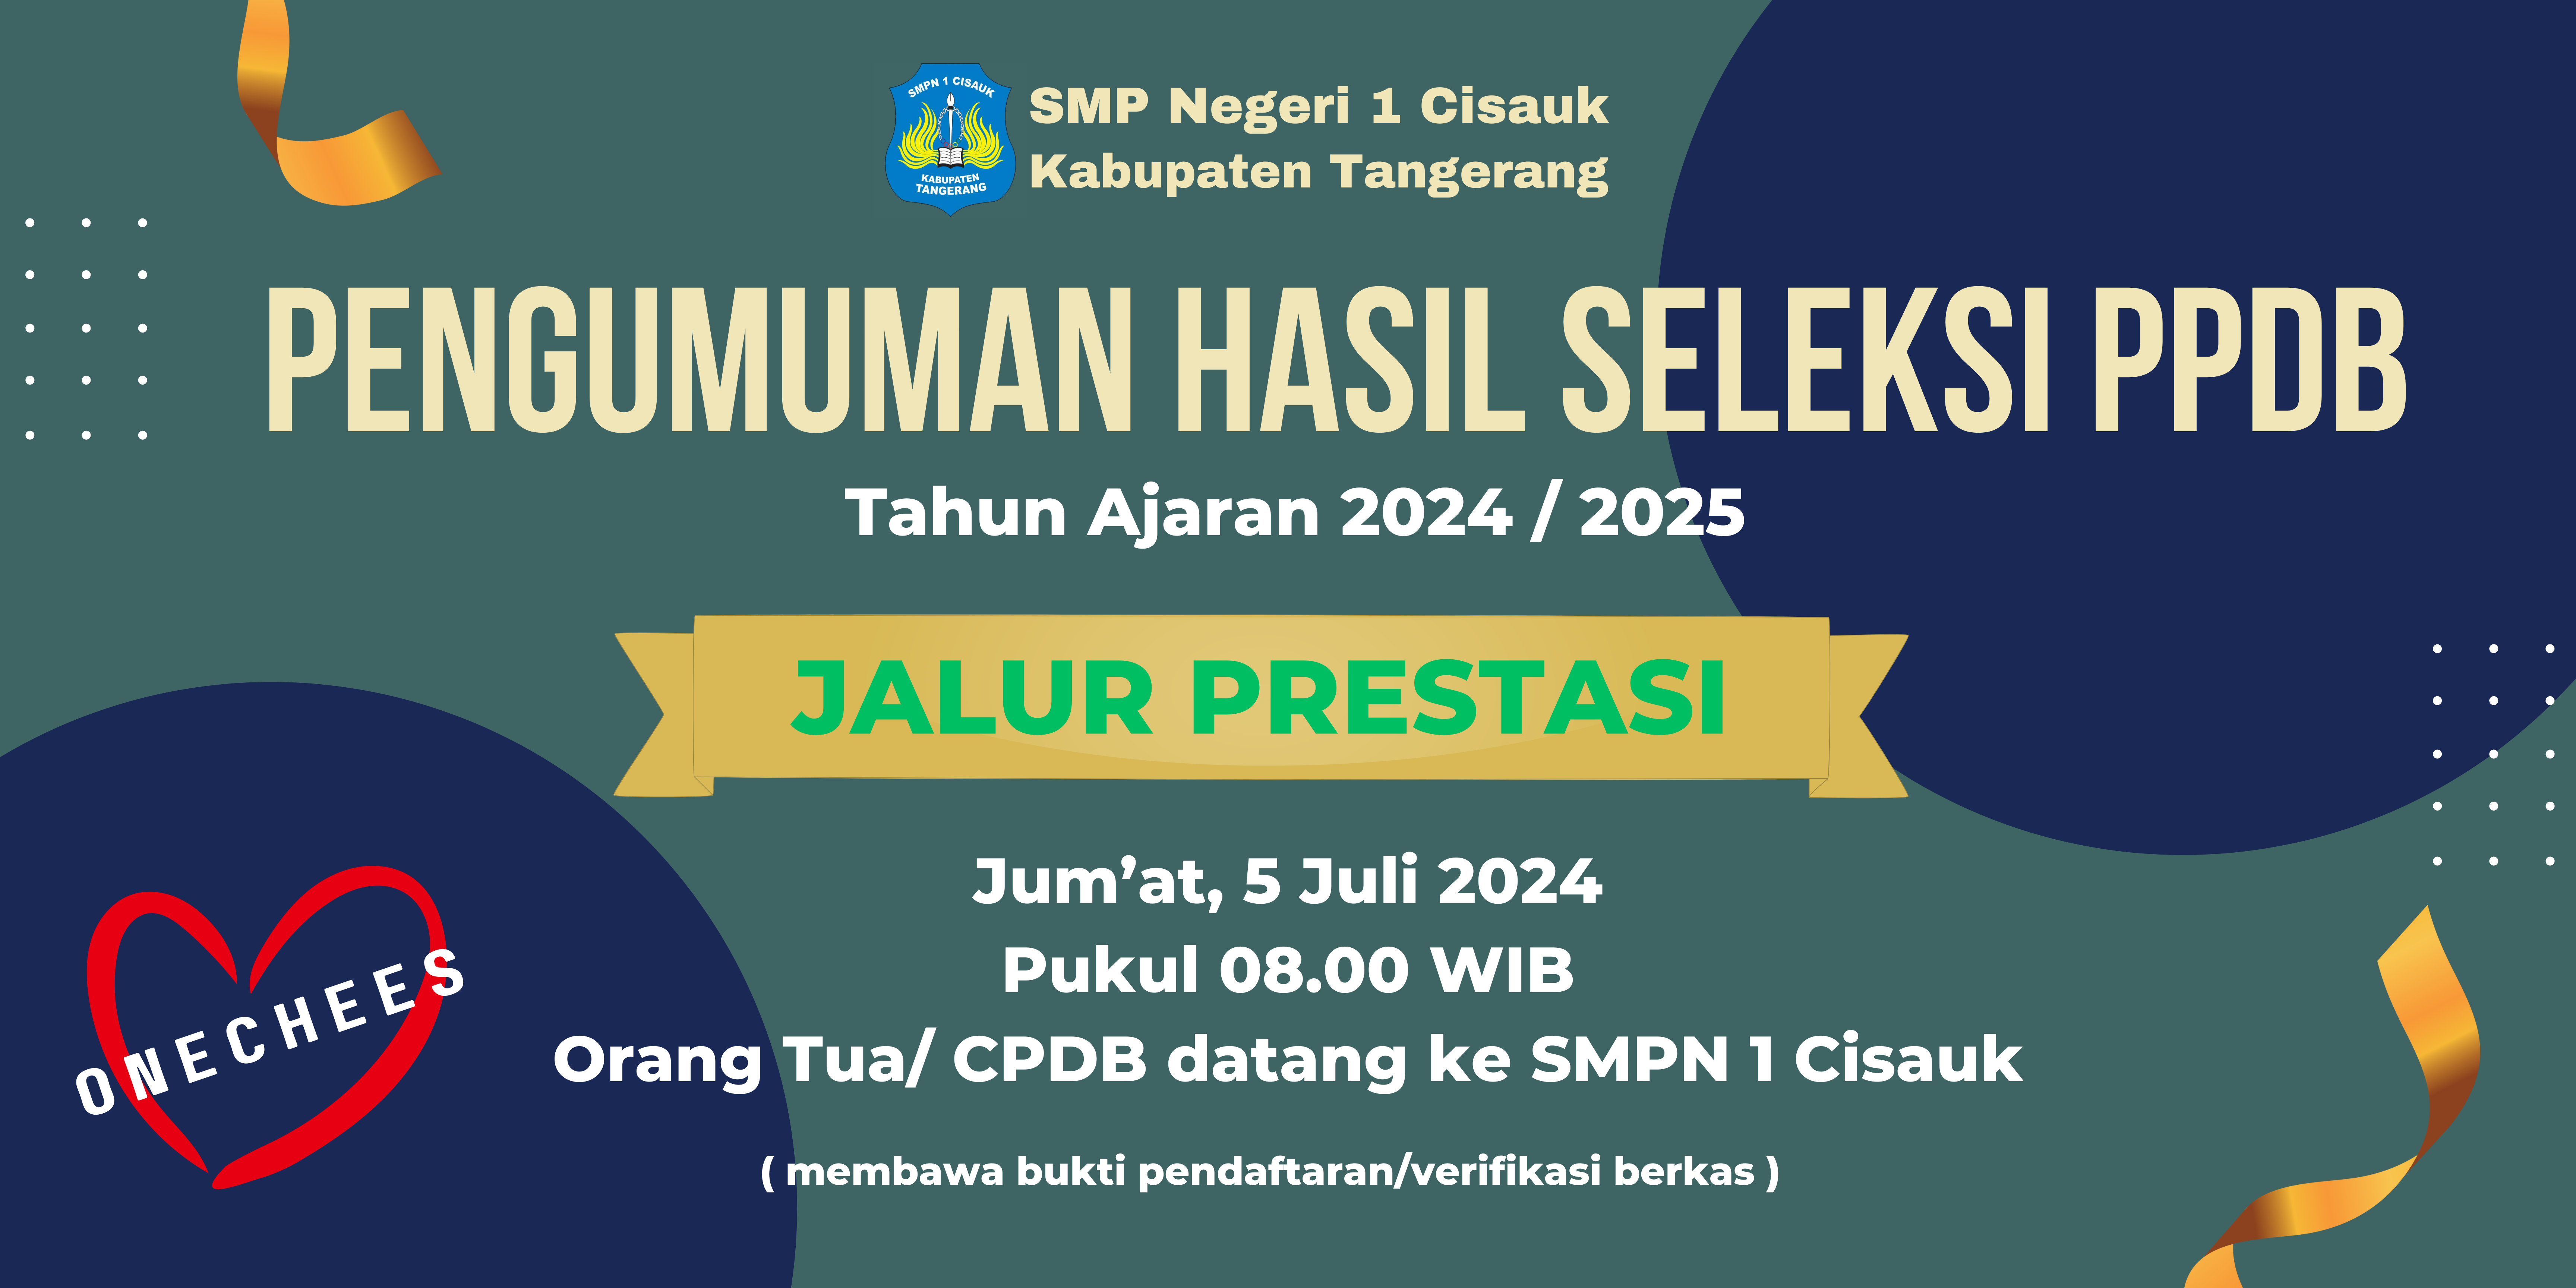 SMPN 1 CISAUK
KABUPATEN
TANGERANG
SMP Negeri 1 Cisauk
Kabupaten Tangerang
PENGUMUMAN HASIL SELEKSI PPDB
Tahun Ajaran 2024 / 2025
JALUR PRESTASI
Jum’at, 5 Juli 2024
Pukul 08.00 WIB
Orang Tua/ CPDB datang ke SMPN 1 Cisauk
( membawa bukti pendaftaran/verifikasi berkas )
ONECHEES